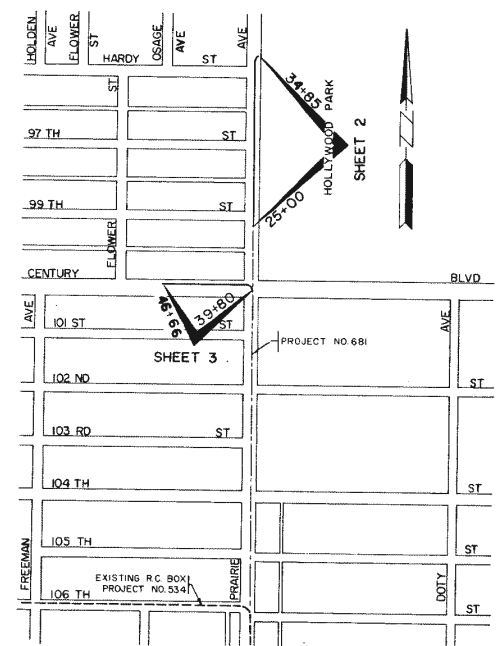 HOLDEN AVE
FLOWER ST
OSAGE AVE
AVE
HARDY ST
ST
34+85
HOLLYWOOD PARK
SHEET 2
97 TH ST
N
99 TH ST
25+00
FLOWER
CENTURY BLVD
46+66
39+80
AVE
101 ST ST
AVE
PROJECT NO. 681
SHEET 3
102 ND ST
103 RD ST
104 TH ST
105 TH ST
FREEMAN
EXISTING R.C. BOX
PROJECT NO. 534
PRAIRIE
DOTY
106 TH ST